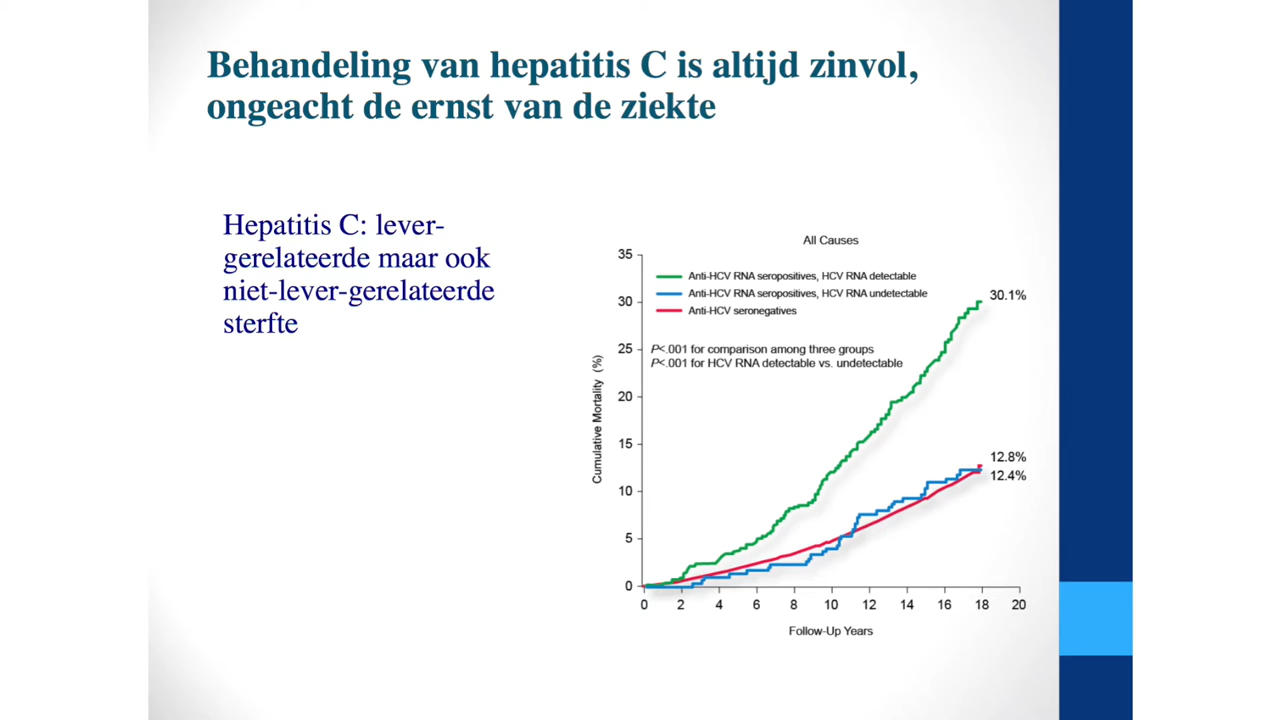 Behandeling van hepatitis C is altijd zinvol,
ongeacht de ernst van de ziekte
Hepatitis C: lever-
gerelateerde maar ook
niet-lever-gerelateerde
sterfte
All Causes
Anti-HCV RNA seropositives, HCV RNA detectable
Anti-HCV RNA seropositives, HCV RNA undetectable
Anti-HCV seronegatives
P<.001 for comparison among three groups
P<.001 for HCV RNA detectable vs. undetectable
30.1%
12.8%
12.4%
Cumulative Mortality (%)
35
30
25
20
15
10
5
0
0 2 4 6 8 10 12 14 16 18 20
Follow-Up Years